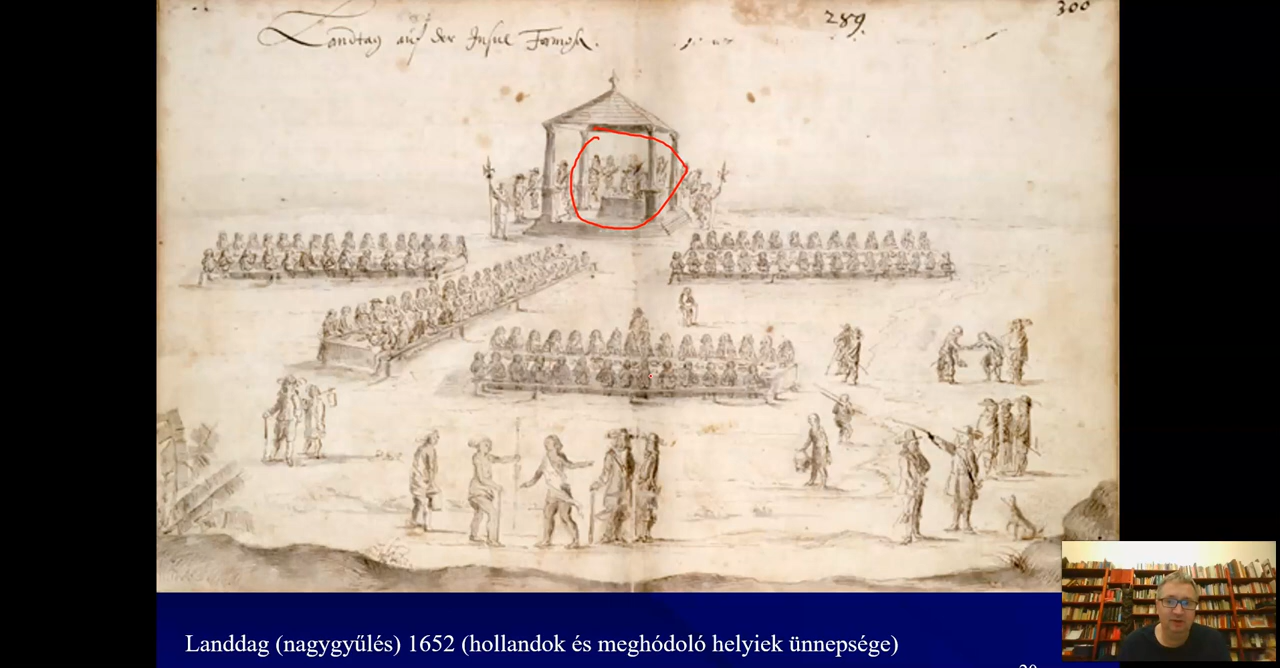 289.
300
Landtag auf der Insul Formosa.
Landdag (nagygyűlés) 1652 (hollandok és meghódoló helyiek ünnepsége)